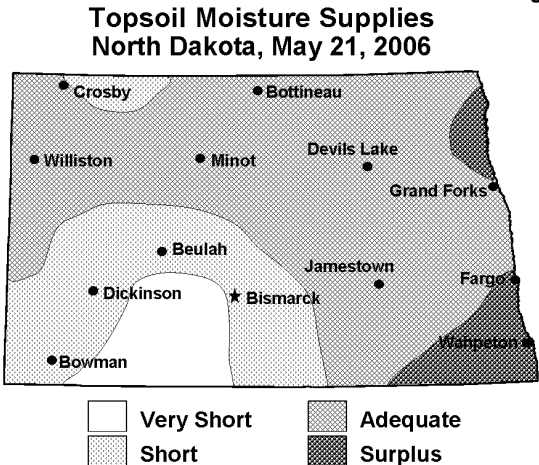 Topsoil Moisture Supplies
North Dakota, May 21, 2006
Crosby
Bottineau
Devils Lake
Williston
Minot
Grand Forks
Beulah
Jamestown
Fargo
Dickinson
Bismarck
Wahpeton
Bowman
Very Short
Adequate
Short
Surplus